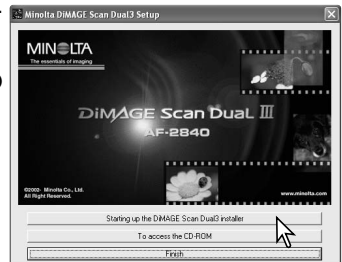 Minolta DiMAGE Scan Dual3 Setup
MINOLTA
The essentials of imaging
DiMAGE Scan Dual III
AF-2840
©2002- Minolta Co., Ltd.
All Right Reserved.
www.minolta.com
Starting up the DiMAGE Scan Dual3 installer
To access the CD-ROM
Finish